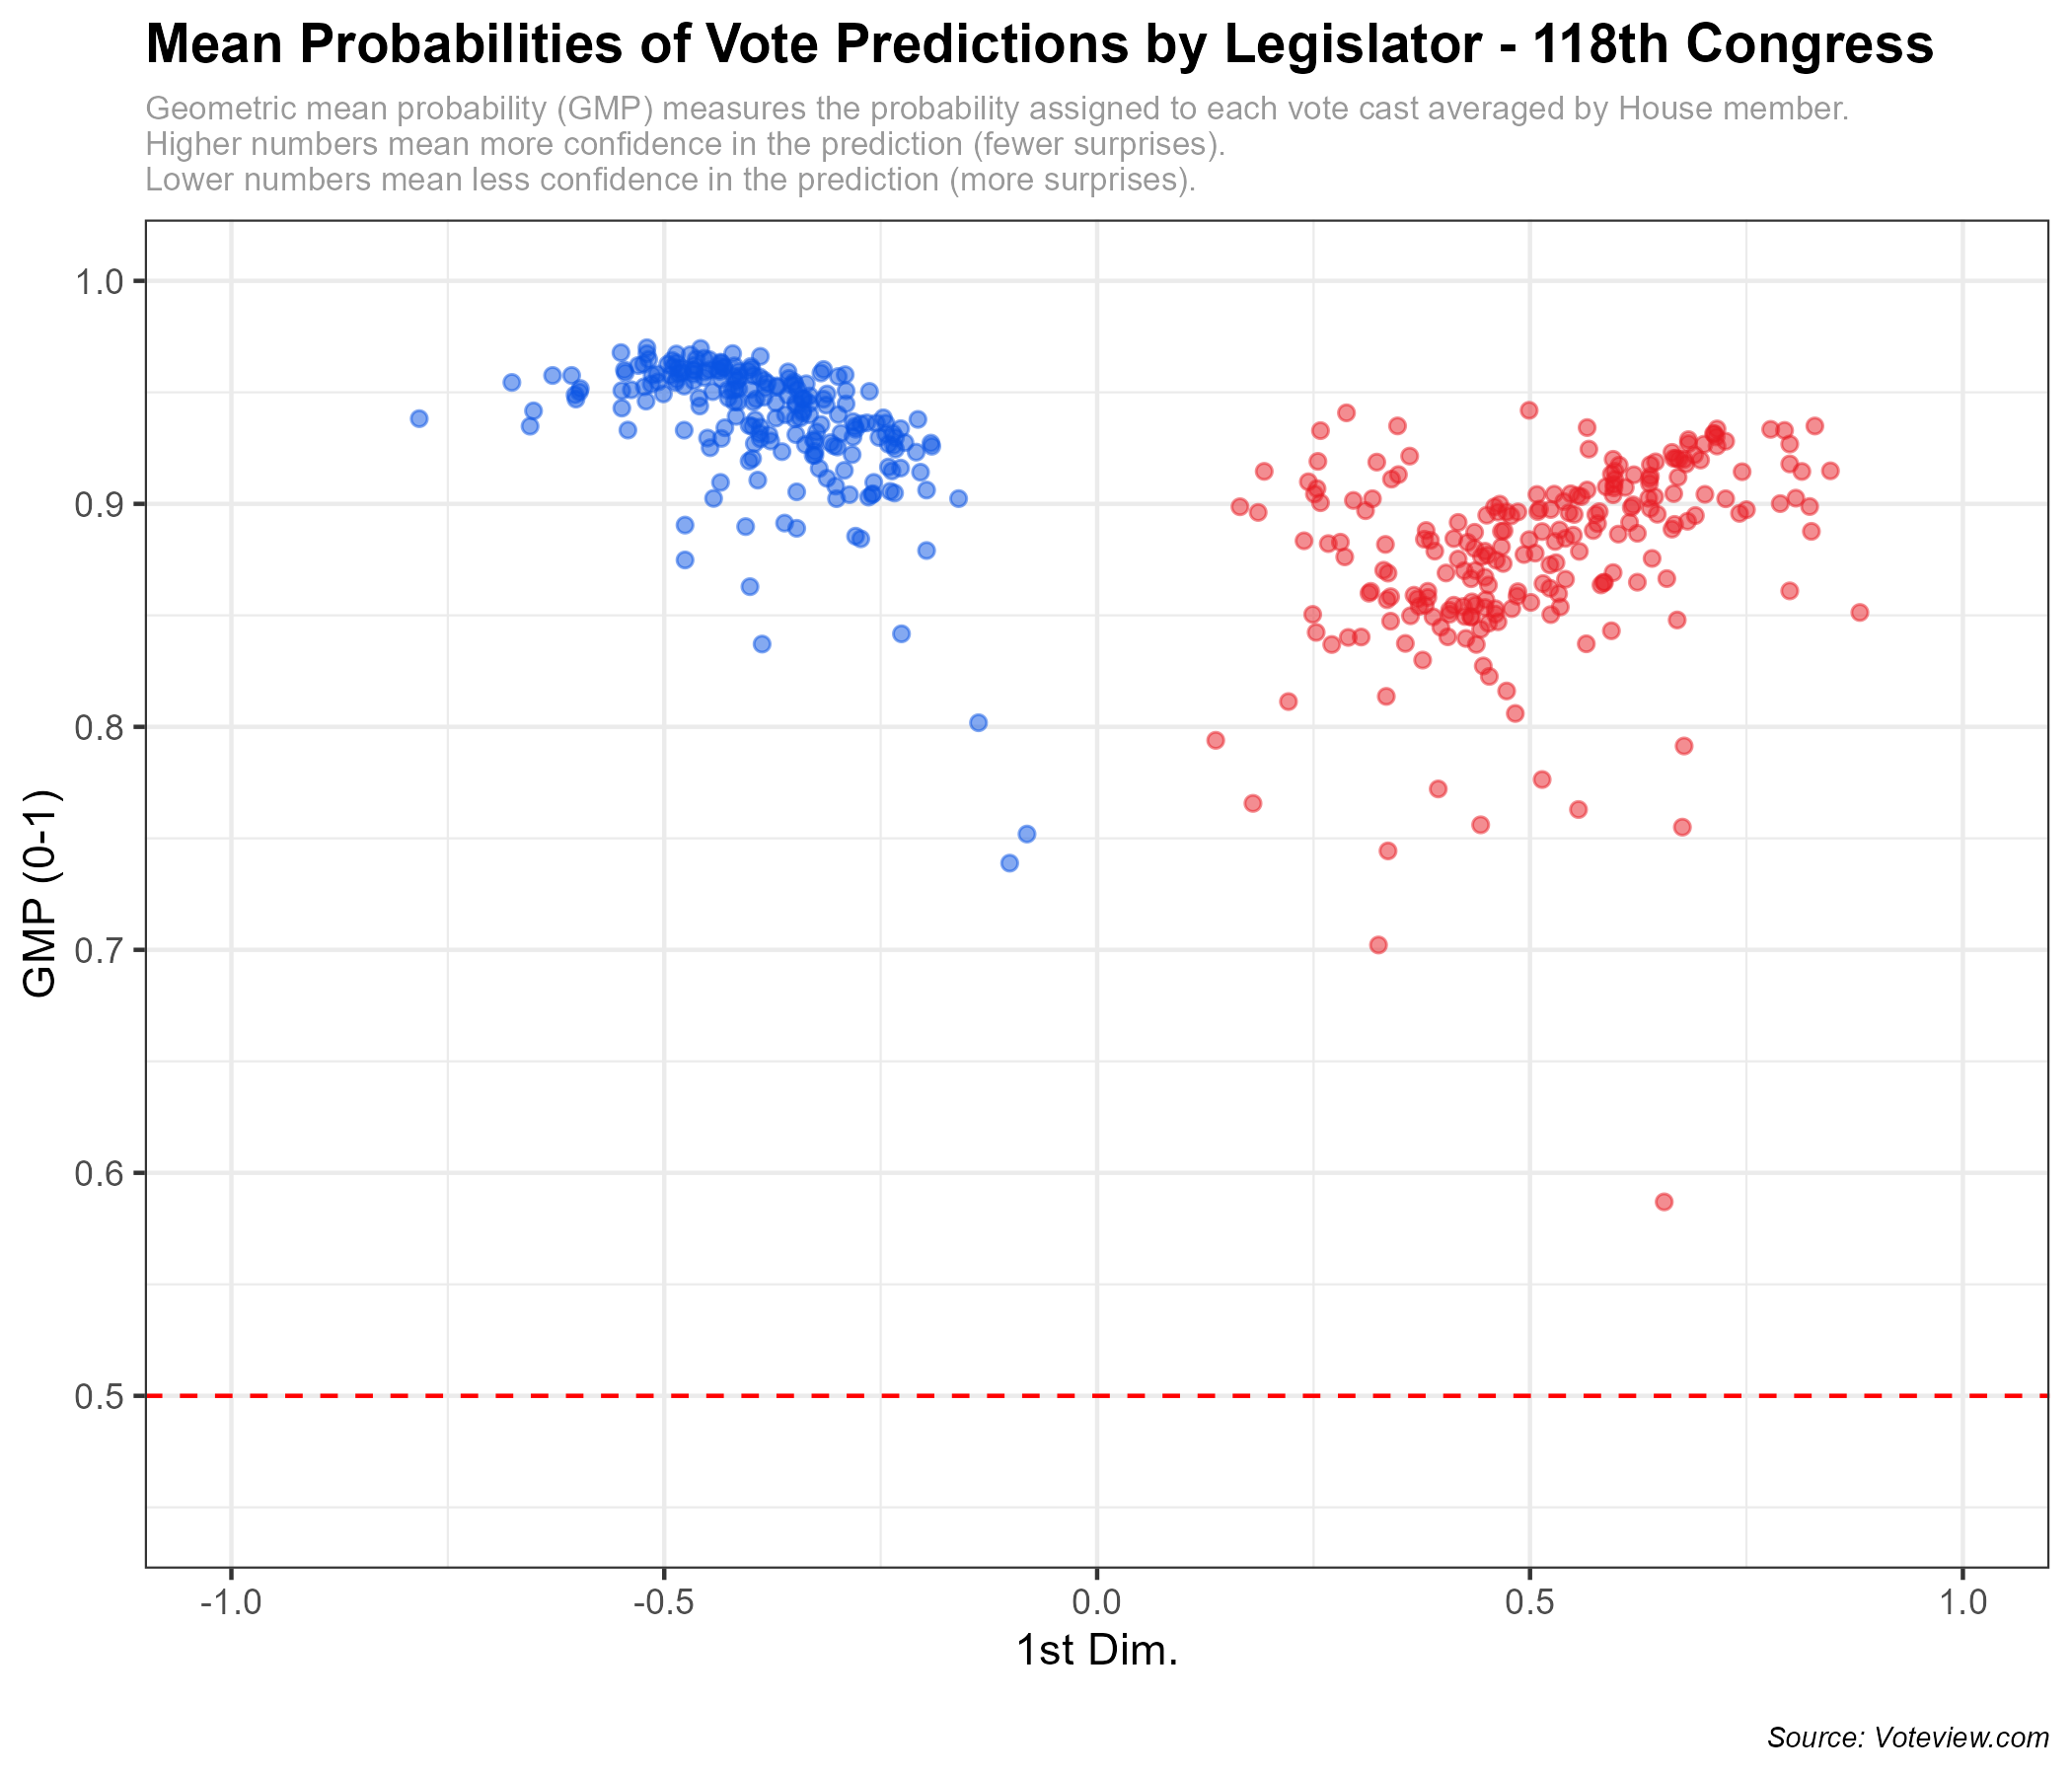 Mean Probabilities of Vote Predictions by Legislator - 118th Congress
Geometric mean probability (GMP) measures the probability assigned to each vote cast averaged by House member.
Higher numbers mean more confidence in the prediction (fewer surprises).
Lower numbers mean less confidence in the prediction (more surprises).
GMP (0-1)
1.0
0.9
0.8
0.7
0.6
0.5
-1.0
-0.5
0.0
0.5
1.0
1st Dim.
Source: Voteview.com